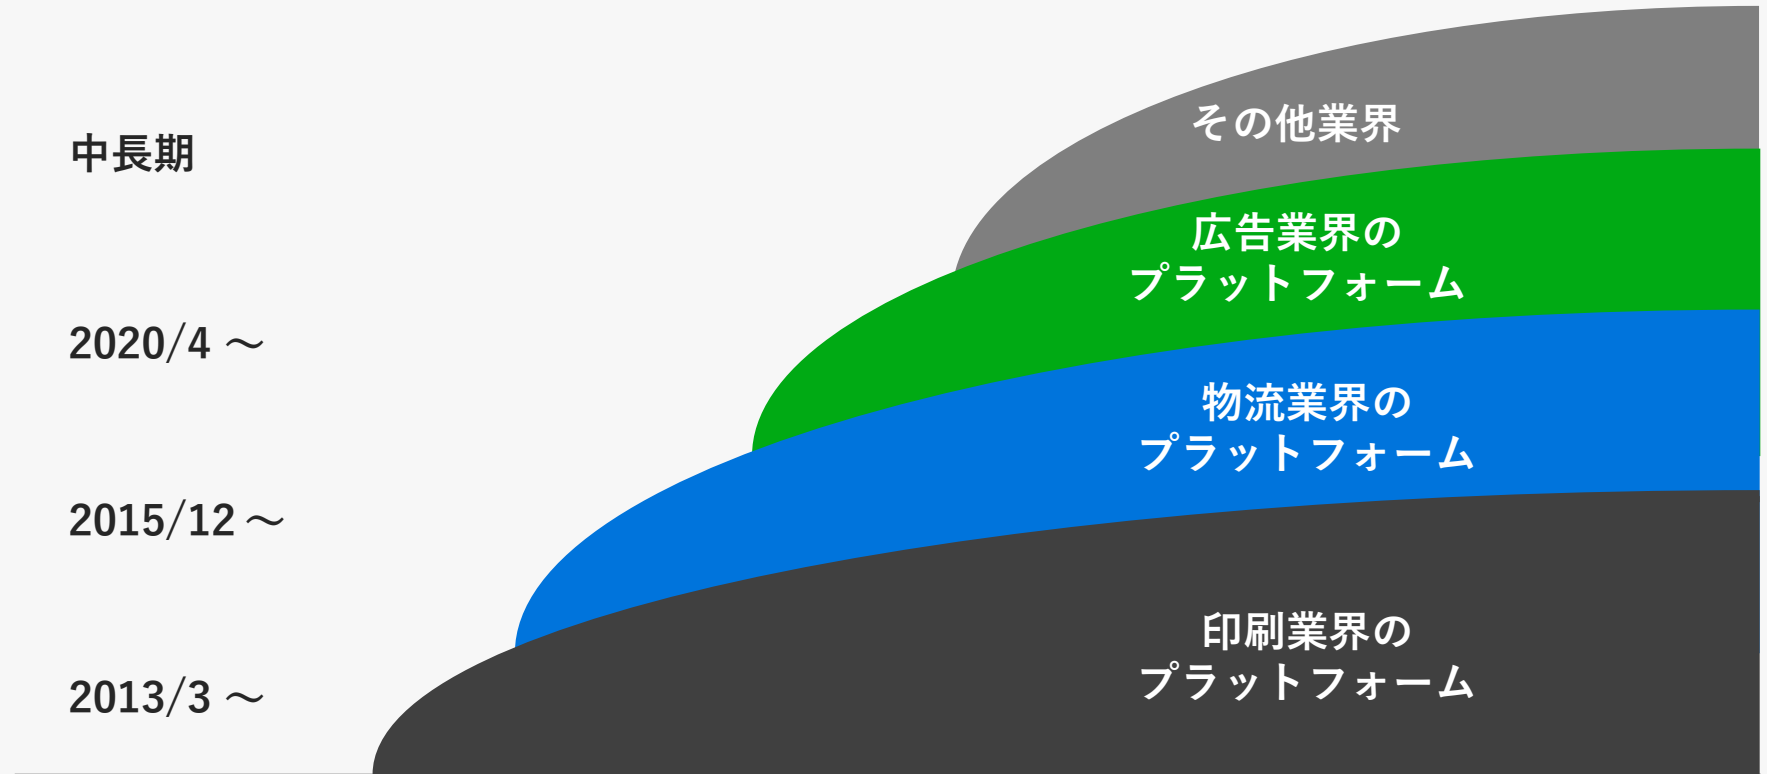 中長期
その他業界
2020/4 ～
広告業界の
プラットフォーム
2015/12 ～
物流業界の
プラットフォーム
2013/3 ～
印刷業界の
プラットフォーム